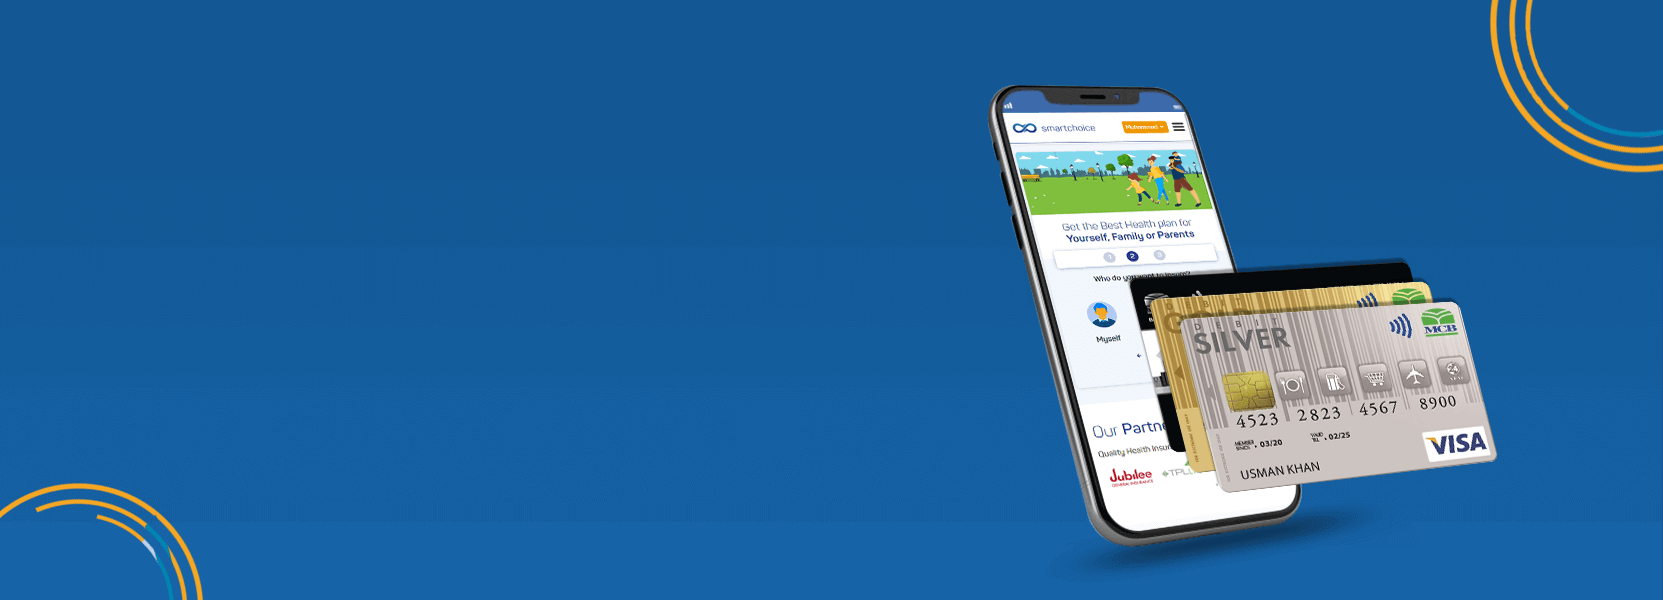 smartchoice
Muhammad
Get the Best Health plan for
Yourself, Family or Parents
1 2 3
Who do you want to insure?
Myself
Our Partne
Quality Health Insur
Jubilee
GENERAL INSURANCE
TPL
DEBIT
SILVER
MCB
4523 2823 4567 8900
MEMBER SINCE 03/20
VALID TILL 02/25
USMAN KHAN
VISA